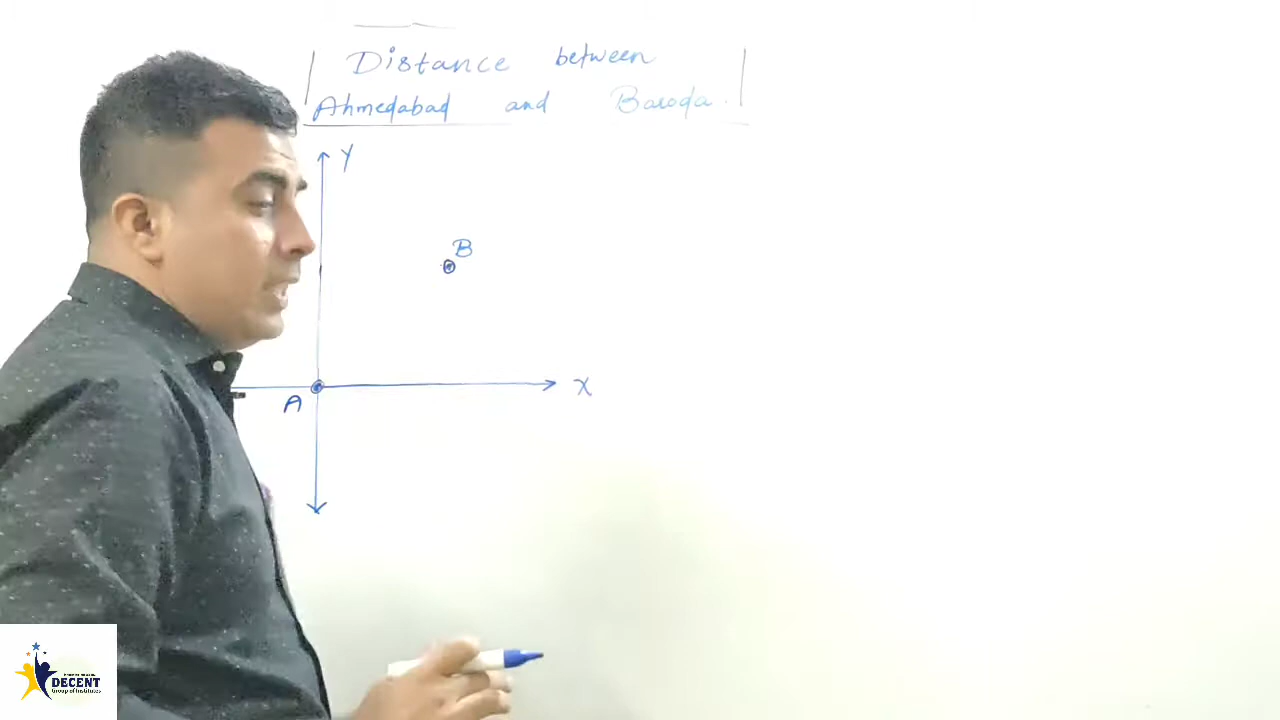 Distance between
Ahmedabad and Baroda.
Y
B
X
A
DECENT
Group of Institutes